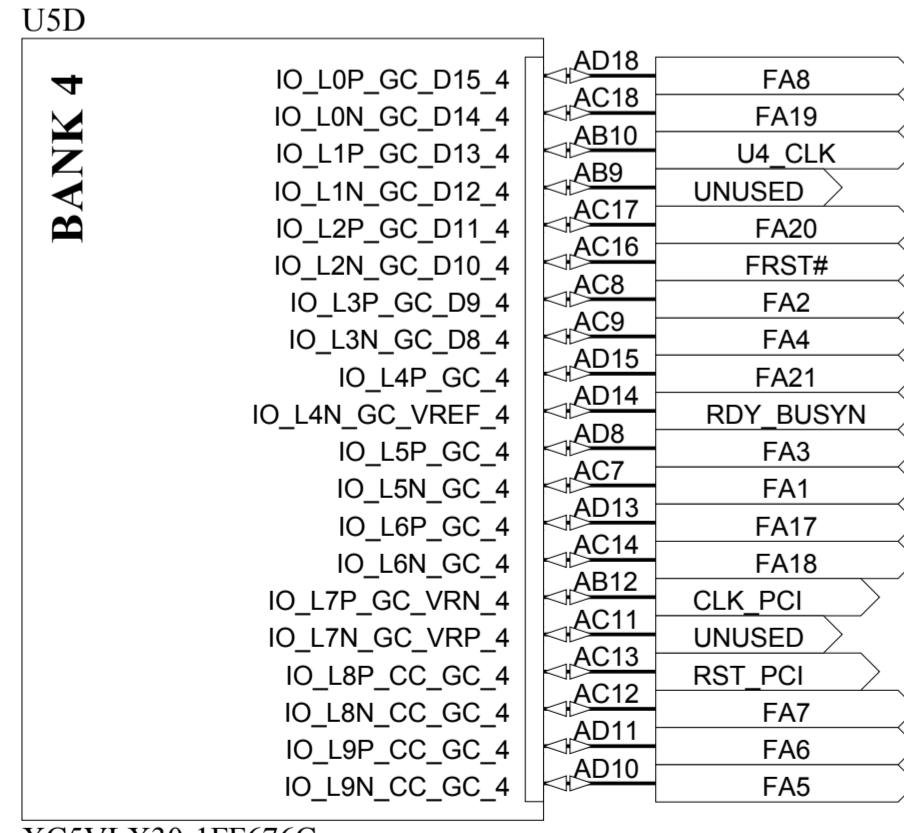 U5D
BANK 4
IO_L0P_GC_D15_4 AD18 FA8
IO_L0N_GC_D14_4 AC18 FA19
IO_L1P_GC_D13_4 AB10 U4_CLK
IO_L1N_GC_D12_4 AB9 UNUSED
IO_L2P_GC_D11_4 AC17 FA20
IO_L2N_GC_D10_4 AC16 FRST#
IO_L3P_GC_D9_4 AC8 FA2
IO_L3N_GC_D8_4 AC9 FA4
IO_L4P_GC_4 AD15 FA21
IO_L4N_GC_VREF_4 AD14 RDY_BUSYN
IO_L5P_GC_4 AD8 FA3
IO_L5N_GC_4 AC7 FA1
IO_L6P_GC_4 AD13 FA17
IO_L6N_GC_4 AC14 FA18
IO_L7P_GC_VRN_4 AB12 CLK_PCI
IO_L7N_GC_VRP_4 AC11 UNUSED
IO_L8P_CC_GC_4 AC13 RST_PCI
IO_L8N_CC_GC_4 AC12 FA7
IO_L9P_CC_GC_4 AD11 FA6
IO_L9N_CC_GC_4 AD10 FA5